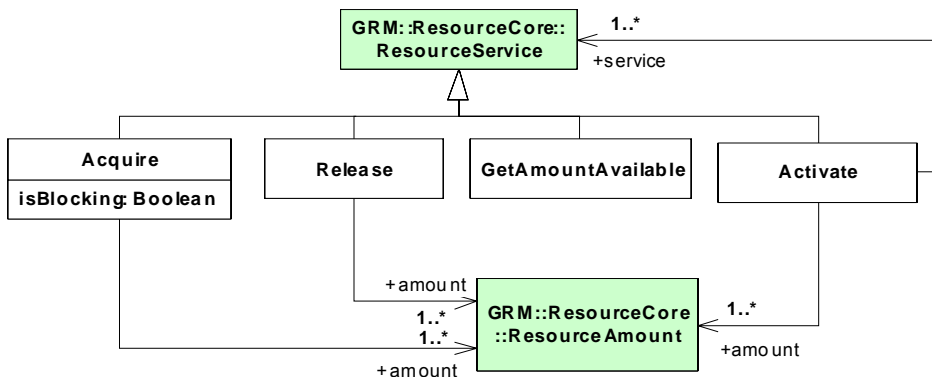 GRM::ResourceCore::
ResourceService
1..*
+service
Acquire
isBlocking: Boolean
Release
GetAmountAvailable
Activate
+amount
1..*
1..*
+amount
GRM::ResourceCore
::ResourceAmount
1..*
+amount